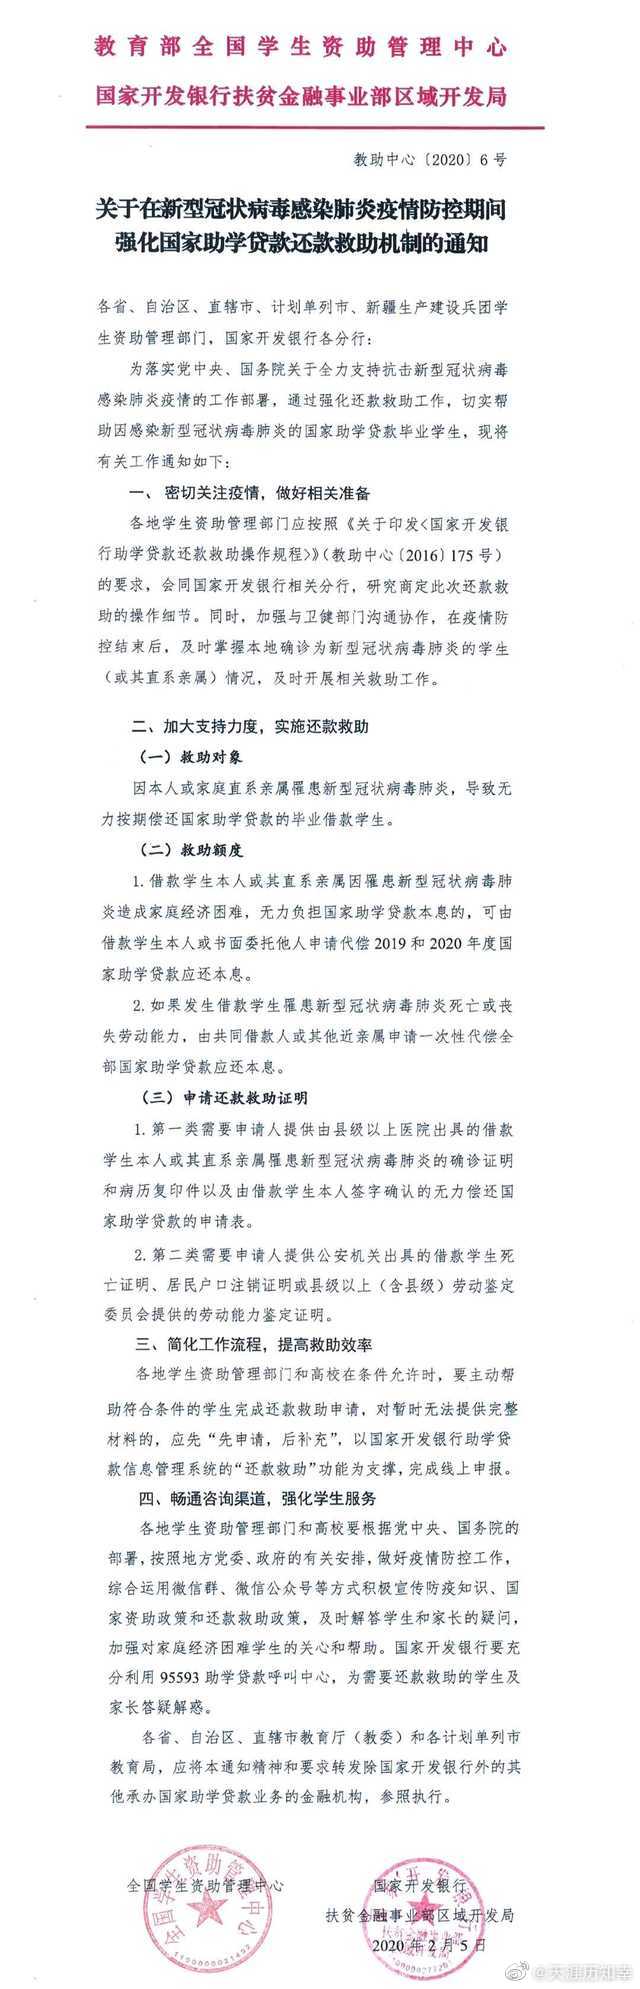 教育部全国学生资助管理中心
国家开发银行扶贫金融事业部区域开发局
教助中心〔2020〕6号
关于在新型冠状病毒感染肺炎疫情防控期间
强化国家助学贷款还款救助机制的通知
各省、自治区、直辖市、计划单列市、新疆生产建设兵团学
生资助管理部门，国家开发银行各分行：
为落实党中央、国务院关于全力支持抗击新型冠状病毒
感染肺炎疫情的工作部署，通过强化还款救助工作，切实帮
助因感染新型冠状病毒肺炎的国家助学贷款毕业学生，现将
有关工作通知如下：
一、密切关注疫情，做好相关准备
各地学生资助管理部门应按照《关于印发<国家开发银
行助学贷款还款救助操作规程>》（教助中心〔2016〕175号）
的要求，会同国家开发银行相关分行，研究商定此次还款救
助的操作细节。同时，加强与卫健部门沟通协作，在疫情防
控结束后，及时掌握本地确诊为新型冠状病毒肺炎的学生
（或其直系亲属）情况，及时开展相关救助工作。
二、加大支持力度，实施还款救助
（一）救助对象
因本人或家庭直系亲属罹患新型冠状病毒肺炎，导致无
力按期偿还国家助学贷款的毕业借款学生。
（二）救助额度
1.借款学生本人或其直系亲属因罹患新型冠状病毒肺
炎造成家庭经济困难，无力负担国家助学贷款本息的，可由
借款学生本人或书面委托他人申请代偿2019和2020年度国
家助学贷款应还本息。
2.如果发生借款学生罹患新型冠状病毒肺炎死亡或丧
失劳动能力，由共同借款人或其他近亲属申请一次性代偿全
部国家助学贷款应还本息。
（三）申请还款救助证明
1.第一类需要申请人提供由县级以上医院出具的借款
学生本人或其直系亲属罹患新型冠状病毒肺炎的确诊证明
和病历复印件以及由借款学生本人签字确认的无力偿还国
家助学贷款的申请表。
2.第二类需要申请人提供公安机关出具的借款学生死
亡证明、居民户口注销证明或县级以上（含县级）劳动鉴定
委员会提供的劳动能力鉴定证明。
三、简化工作流程，提高救助效率
各地学生资助管理部门和高校在条件允许时，要主动帮
助符合条件的学生完成还款救助申请，对暂时无法提供完整
材料的，应先“先申请，后补充”，以国家开发银行助学贷
款信息管理系统的“还款救助”功能为支撑，完成线上申报。
四、畅通咨询渠道，强化学生服务
各地学生资助管理部门和高校要根据党中央、国务院的
部署，按照地方党委、政府的有关安排，做好疫情防控工作，
综合运用微信群、微信公众号等方式积极宣传防疫知识、国
家资助政策和还款救助政策，及时解答学生和家长的疑问，
加强对家庭经济困难学生的关心和帮助。国家开发银行要充
分利用95593助学贷款呼叫中心，为需要还款救助的学生及
家长答疑解惑。
各省、自治区、直辖市教育厅（教委）和各计划单列市
教育局，应将本通知精神和要求转发除国家开发银行外的其
他承办国家助学贷款业务的金融机构，参照执行。
全国学生资助管理中心
国家开发银行
扶贫金融事业部区域开发局
2020年2月5日
全国学生资助管理中心
@天涯历知幸